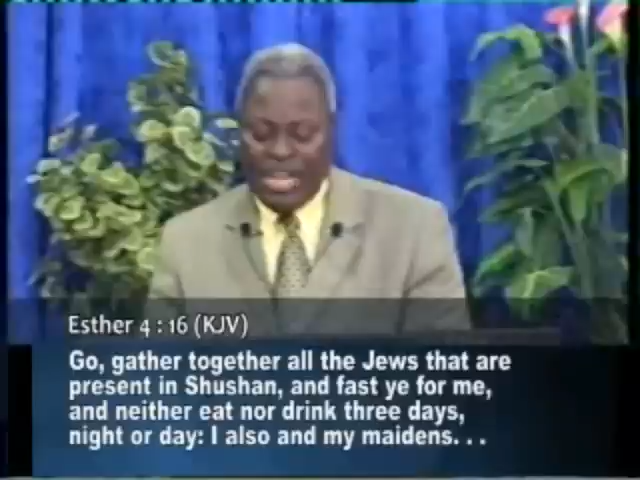 Esther 4 : 16 (KJV)
Go, gather together all the Jews that are
present in Shushan, and fast ye for me,
and neither eat nor drink three days,
night or day: I also and my maidens. . .